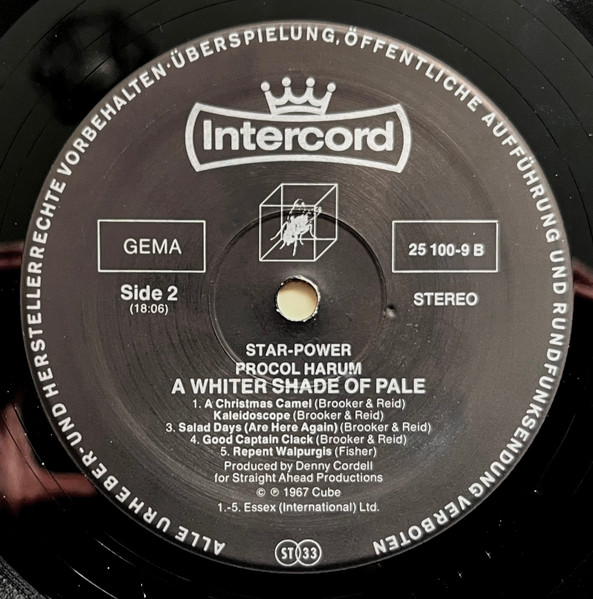 ALLE URHEBER- UND HERSTELLERRECHTE VORBEHALTEN · ÜBERSPIELUNG, ÖFFENTLICHE AUFFÜHRUNG UND RUNDFUNKSENDUNG VERBOTEN
Intercord
GEMA
25 100-9 B
Side 2
(18:06)
STEREO
STAR-POWER
PROCOL HARUM
A WHITER SHADE OF PALE
1. A Christmas Camel (Brooker & Reid)
Kaleidoscope (Brooker & Reid)
3. Salad Days (Are Here Again) (Brooker & Reid)
4. Good Captain Clack (Brooker & Reid)
5. Repent Walpurgis (Fisher)
Produced by Denny Cordell
for Straight Ahead Productions
© ℗ 1967 Cube
1.-5. Essex (International) Ltd.
ST 33